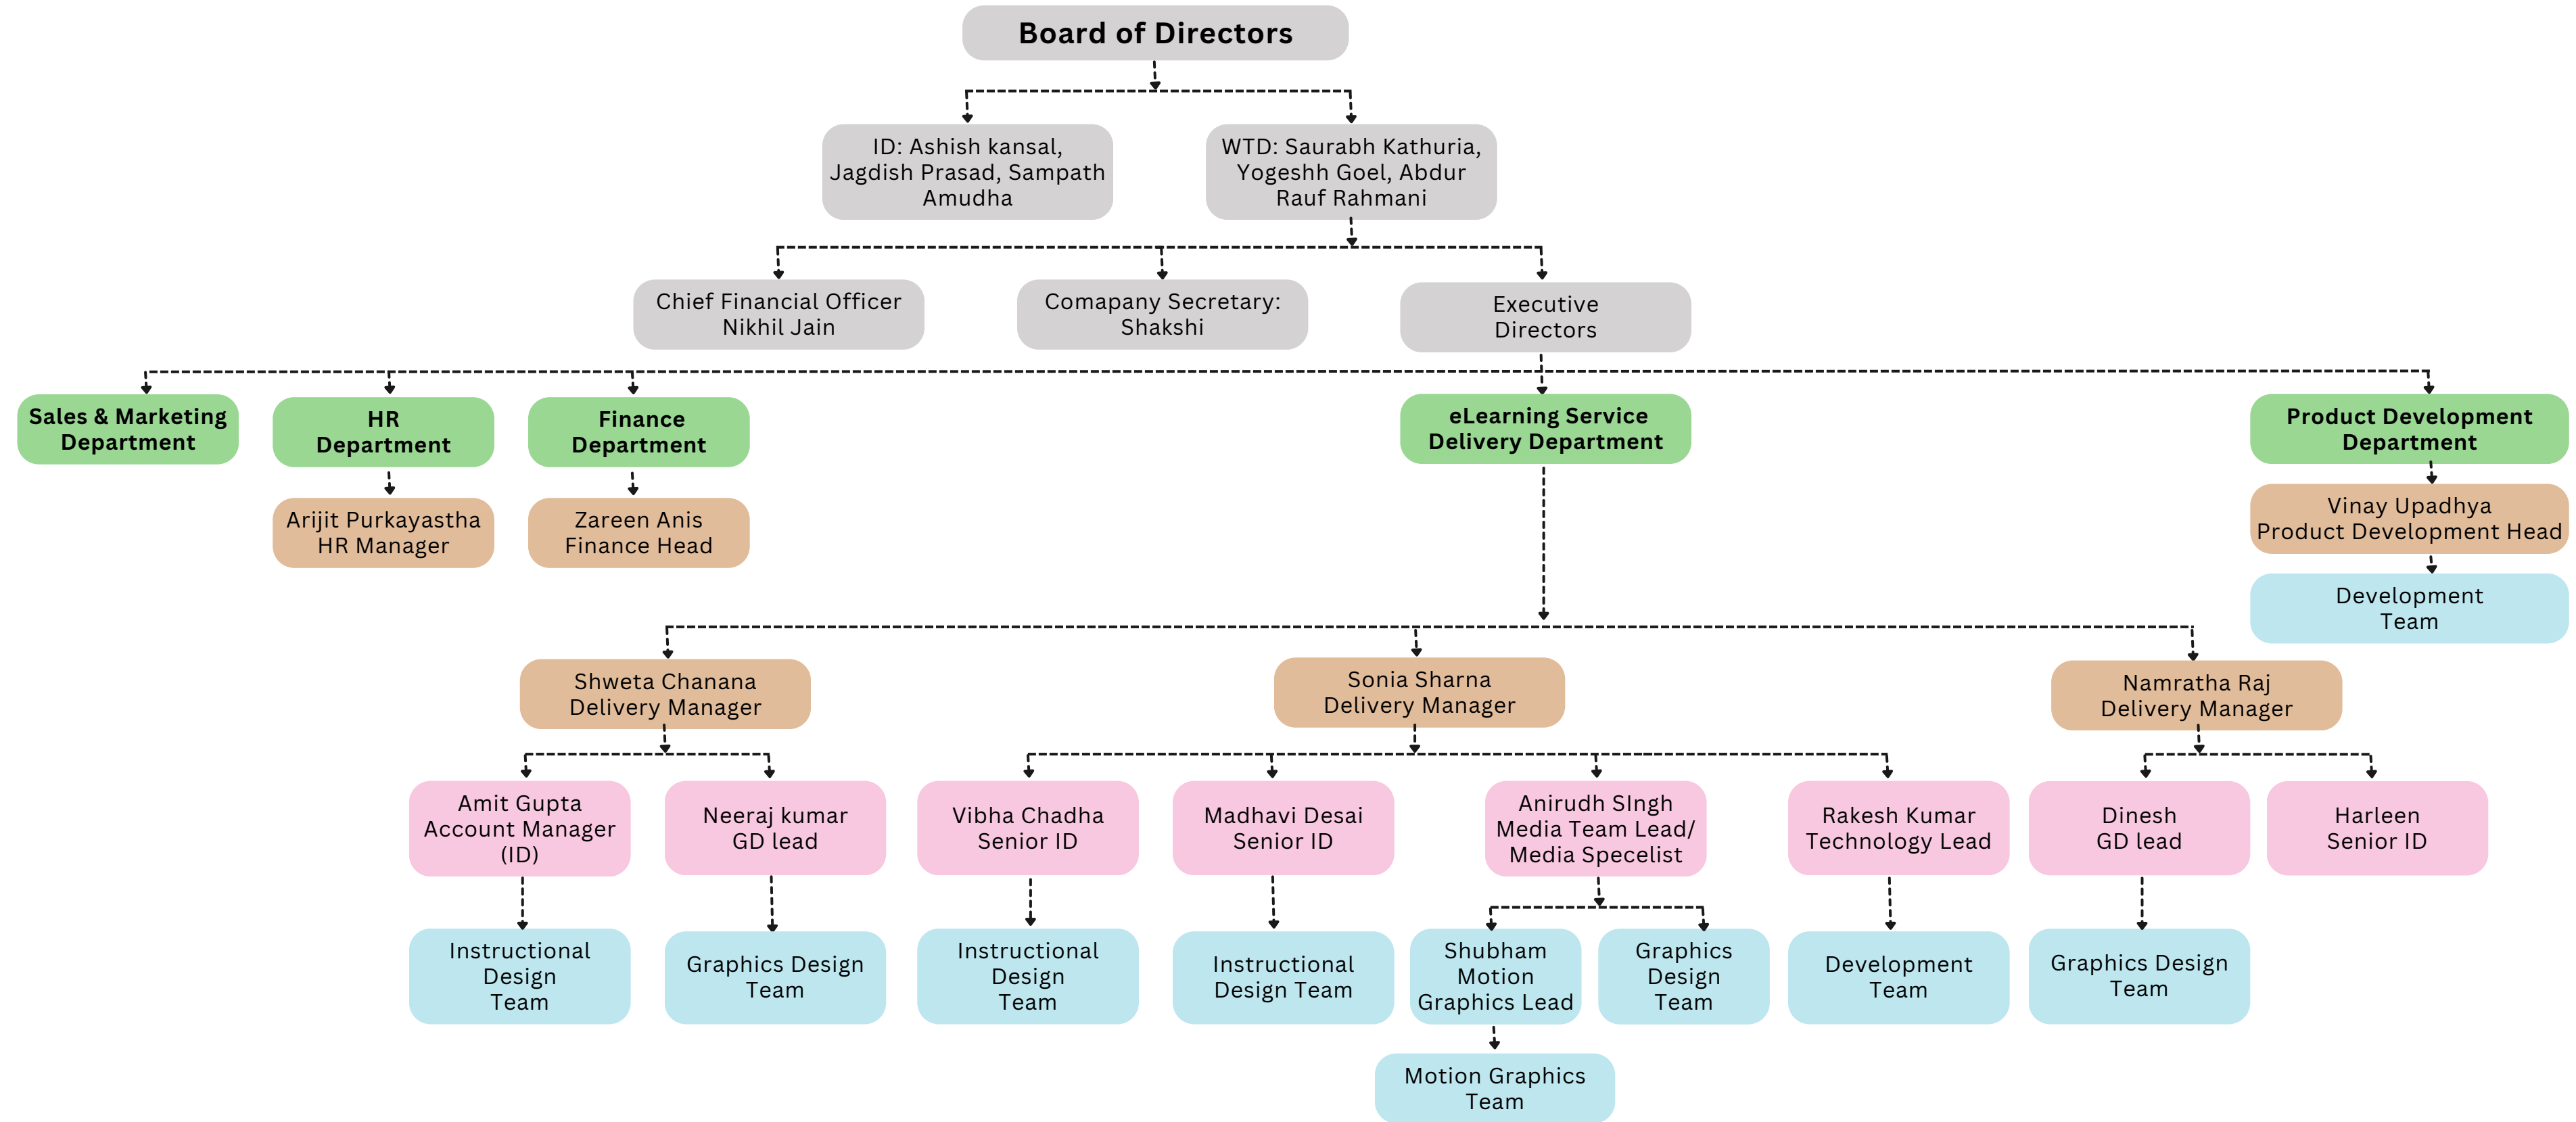 Board of Directors
ID: Ashish kansal,
Jagdish Prasad, Sampath
Amudha
WTD: Saurabh Kathuria,
Yogeshh Goel, Abdur
Rauf Rahmani
Chief Financial Officer
Nikhil Jain
Comapany Secretary:
Shakshi
Executive
Directors
Sales & Marketing
Department
HR
Department
Finance
Department
eLearning Service
Delivery Department
Product Development
Department
Arijit Purkayastha
HR Manager
Zareen Anis
Finance Head
Vinay Upadhya
Product Development Head
Development
Team
Shweta Chanana
Delivery Manager
Sonia Sharna
Delivery Manager
Namratha Raj
Delivery Manager
Amit Gupta
Account Manager
(ID)
Neeraj kumar
GD lead
Vibha Chadha
Senior ID
Madhavi Desai
Senior ID
Anirudh SIngh
Media Team Lead/
Media Specelist
Rakesh Kumar
Technology Lead
Dinesh
GD lead
Harleen
Senior ID
Instructional
Design
Team
Graphics Design
Team
Instructional
Design
Team
Instructional
Design Team
Shubham
Motion
Graphics Lead
Graphics
Design
Team
Development
Team
Graphics Design
Team
Motion Graphics
Team